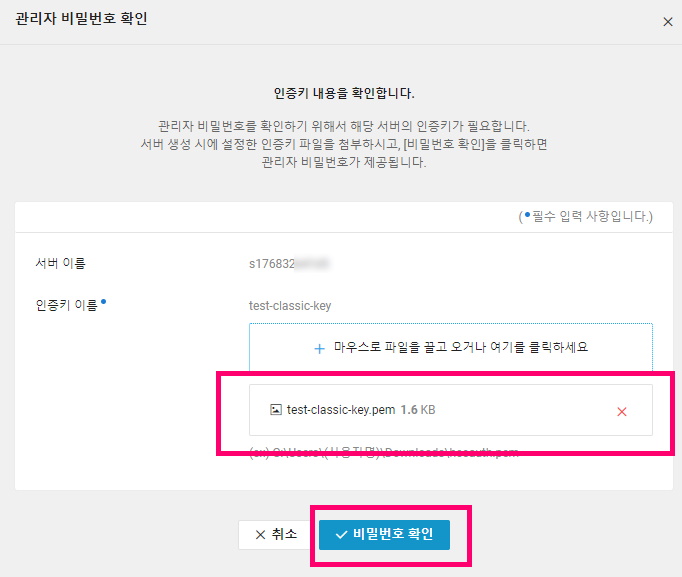 관리자 비밀번호 확인
인증키 내용을 확인합니다.
관리자 비밀번호를 확인하기 위해서 해당 서버의 인증키가 필요합니다.
서버 생성 시에 설정한 인증키 파일을 첨부하시고, [비밀번호 확인]을 클릭하면
관리자 비밀번호가 제공됩니다.
(● 필수 입력 사항입니다.)
서버 이름 s176832
인증키 이름● test-classic-key
+ 마우스로 파일을 끌고 오거나 여기를 클릭하세요
test-classic-key.pem 1.6 KB
(ex) C:\Users\(사용자명)\Downloads\
취소 비밀번호 확인